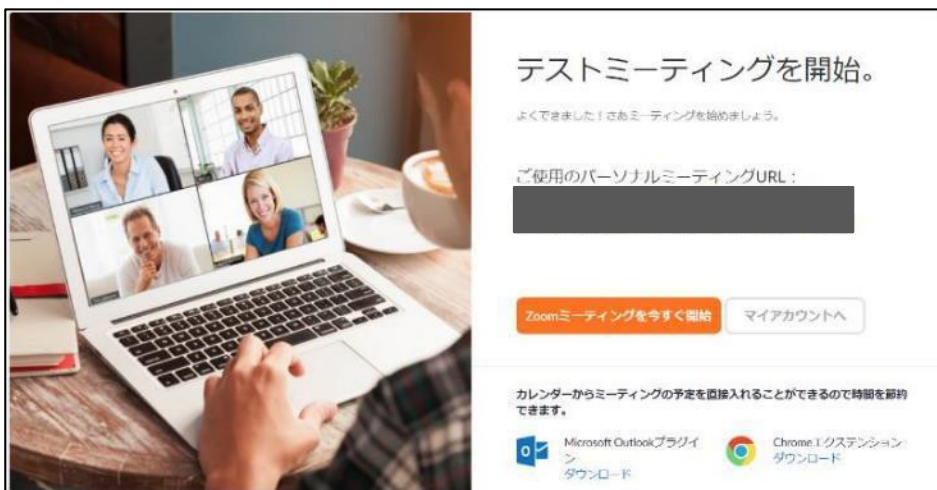 テストミーティングを開始。
よくできました！さあミーティングを始めましょう。
ご使用のパーソナルミーティングURL：
Zoomミーティングを今すぐ開始
マイアカウントへ
カレンダーからミーティングの予定を直接入れることができるので時間を節約
できます。
Microsoft Outlookプラグイ
ン
ダウンロード
Chromeエクステンション
ダウンロード